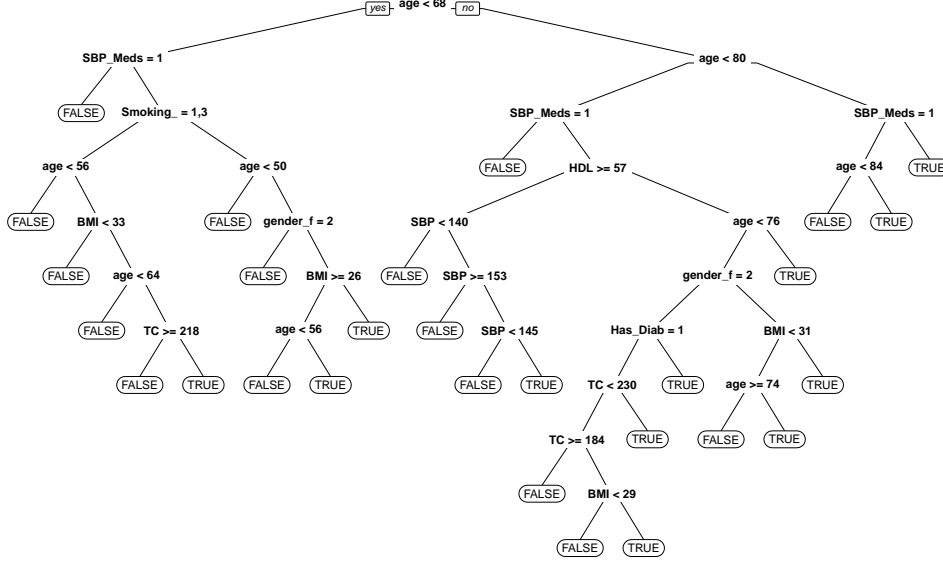 yes age < 68 no
SBP_Meds = 1 age < 80
FALSE Smoking_ = 1,3 SBP_Meds = 1 SBP_Meds = 1
age < 56 age < 50 FALSE HDL >= 57 age < 84 TRUE
FALSE BMI < 33 FALSE gender_f = 2 SBP < 140 age < 76 FALSE TRUE
FALSE age < 64 FALSE BMI >= 26 FALSE SBP >= 153 gender_f = 2 TRUE
FALSE TC >= 218 age < 56 TRUE FALSE SBP < 145 Has_Diab = 1 BMI < 31
FALSE TRUE FALSE TRUE FALSE TRUE TC < 230 TRUE age >= 74 TRUE
TC >= 184 TRUE FALSE TRUE
FALSE BMI < 29
FALSE TRUE